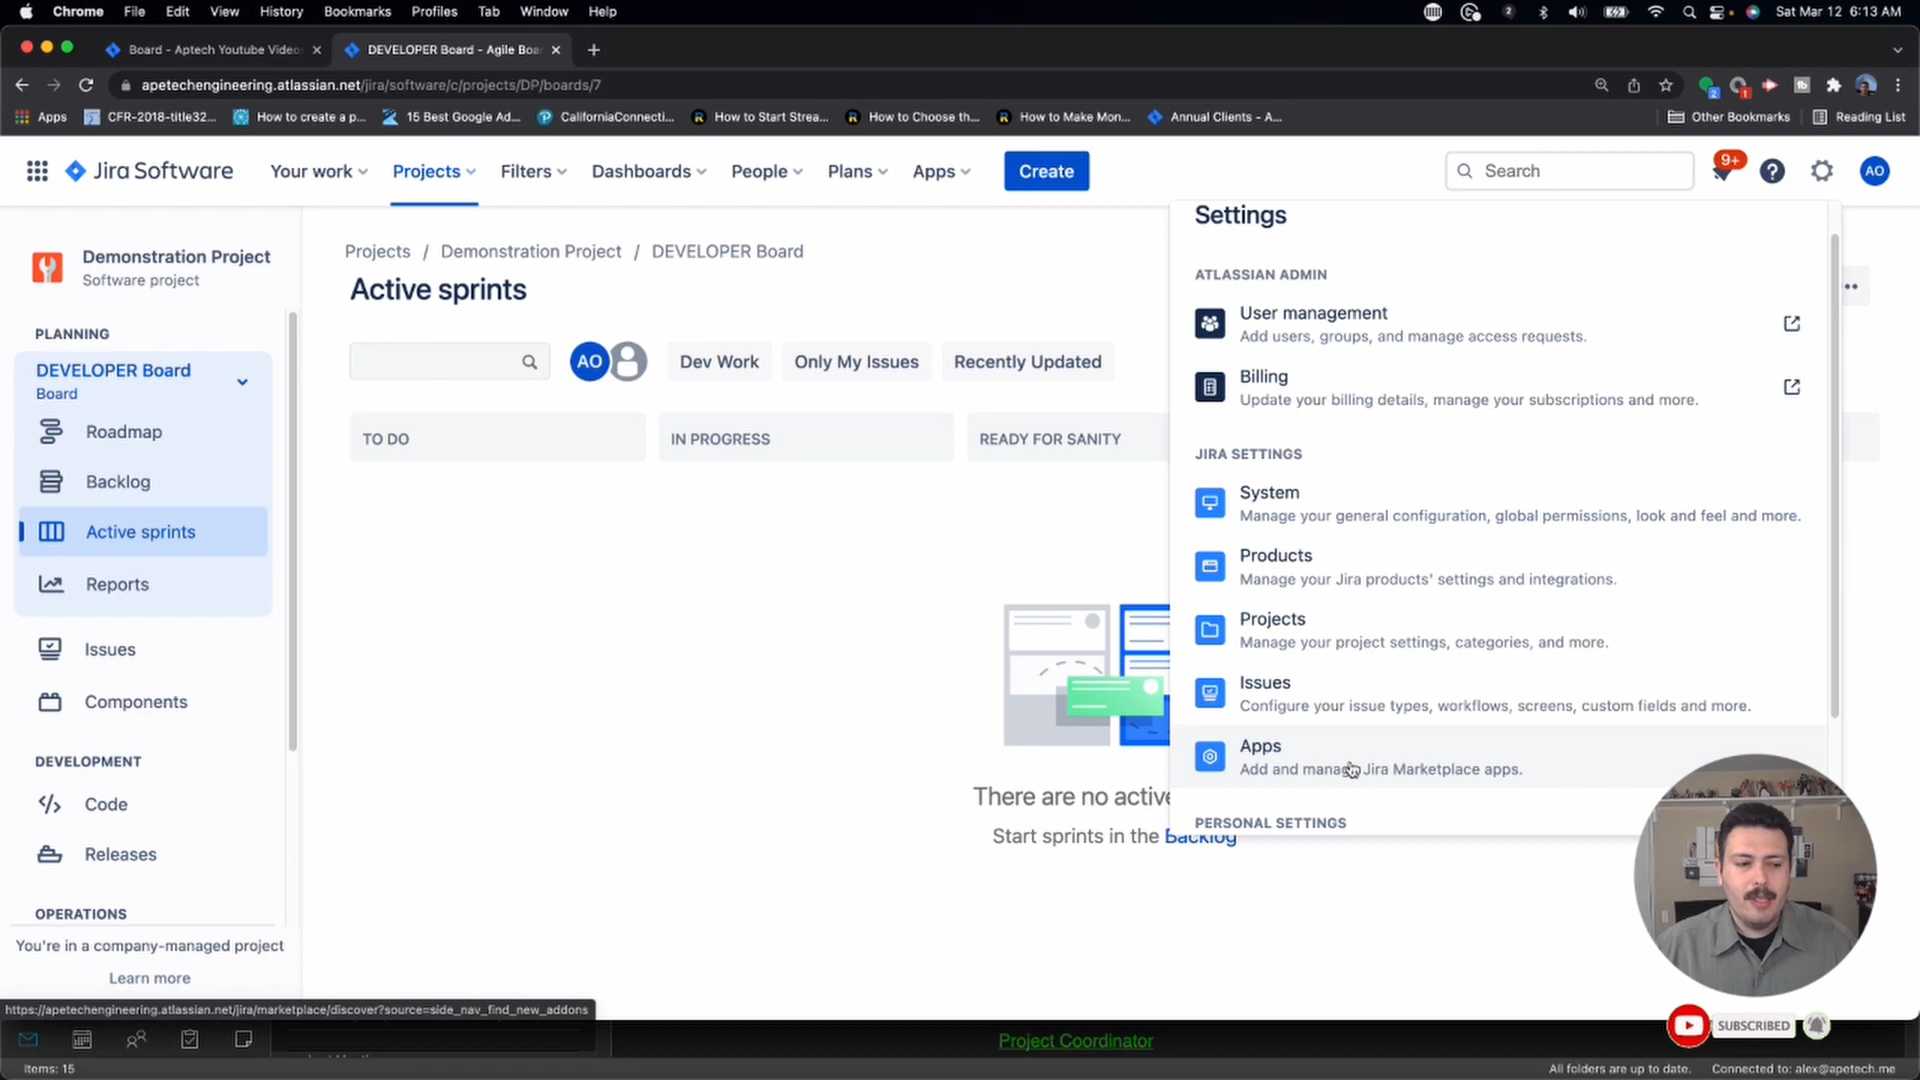 Chrome File Edit View History Bookmarks Profiles Tab Window Help
2 Sat Mar 12 6:13 AM
Board - Aptech Youtube Video
DEVELOPER Board - Agile Boa
apetechengineering.atlassian.net/jira/software/c/projects/DP/boards/7
2 1
Apps CFR-2018-title32... How to create a p... 15 Best Google Ad... CaliforniaConnecti... How to Start Strea... How to Choose th... How to Make Mon... Annual Clients - A... Other Bookmarks Reading List
Jira Software Your work Projects Filters Dashboards People Plans Apps Create Search 9+ AO
Demonstration Project
Software project
PLANNING
DEVELOPER Board
Board
Roadmap
Backlog
Active sprints
Reports
Issues
Components
DEVELOPMENT
Code
Releases
OPERATIONS
You're in a company-managed project
Learn more
Projects / Demonstration Project / DEVELOPER Board
Active sprints
AO Dev Work Only My Issues Recently Updated
TO DO IN PROGRESS READY FOR SANITY
There are no active
Start sprints in the Backlog
Settings
ATLASSIAN ADMIN
User management
Add users, groups, and manage access requests.
Billing
Update your billing details, manage your subscriptions and more.
JIRA SETTINGS
System
Manage your general configuration, global permissions, look and feel and more.
Products
Manage your Jira products' settings and integrations.
Projects
Manage your project settings, categories, and more.
Issues
Configure your issue types, workflows, screens, custom fields and more.
Apps
Add and manage Jira Marketplace apps.
PERSONAL SETTINGS
https://apetechengineering.atlassian.net/jira/marketplace/discover?source=side_nav_find_new_addons
SUBSCRIBED
Project Coordinator
Items: 15
All folders are up to date. Connected to: alex@apetech.me